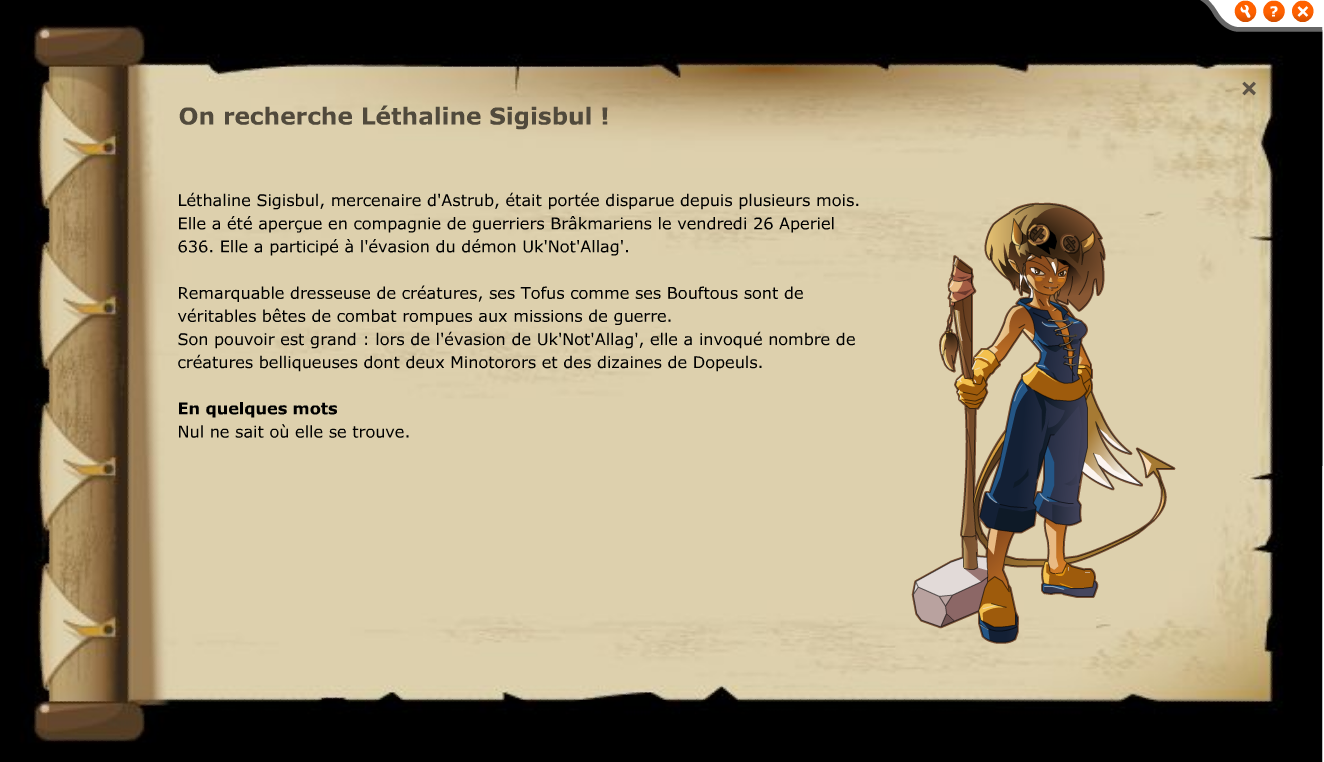 On recherche Léthaline Sigisbul !
Léthaline Sigisbul, mercenaire d'Astrub, était portée disparue depuis plusieurs mois.
Elle a été aperçue en compagnie de guerriers Brâkmariens le vendredi 26 Aperiel
636. Elle a participé à l'évasion du démon Uk'Not'Allag'.
Remarquable dresseuse de créatures, ses Tofus comme ses Bouftous sont de
véritables bêtes de combat rompues aux missions de guerre.
Son pouvoir est grand : lors de l'évasion de Uk'Not'Allag', elle a invoqué nombre de
créatures belliqueuses dont deux Minotorors et des dizaines de Dopeuls.
En quelques mots
Nul ne sait où elle se trouve.